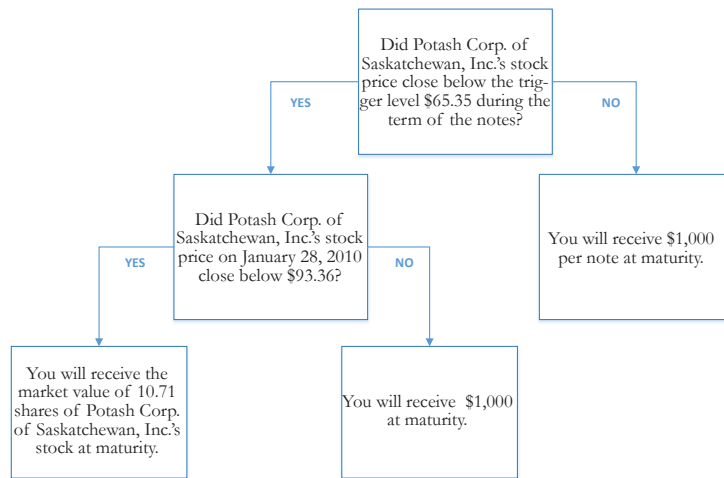 Did Potash Corp. of
Saskatchewan, Inc.'s stock
price close below the trig-
ger level $65.35 during the
term of the notes?
YES
NO
Did Potash Corp. of
Saskatchewan, Inc.'s stock
price on January 28, 2010
close below $93.36?
You will receive $1,000
per note at maturity.
YES
NO
You will receive the
market value of 10.71
shares of Potash Corp.
of Saskatchewan, Inc.'s
stock at maturity.
You will receive $1,000
at maturity.